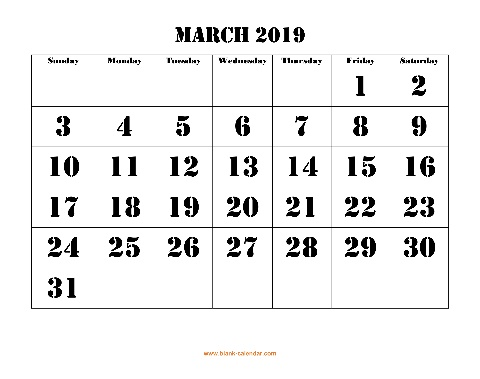 MARCH 2019
Sunday Monday Tuesday Wednesday Thursday Friday Saturday
1 2
3 4 5 6 7 8 9
10 11 12 13 14 15 16
17 18 19 20 21 22 23
24 25 26 27 28 29 30
31
www.blank-calendar.com